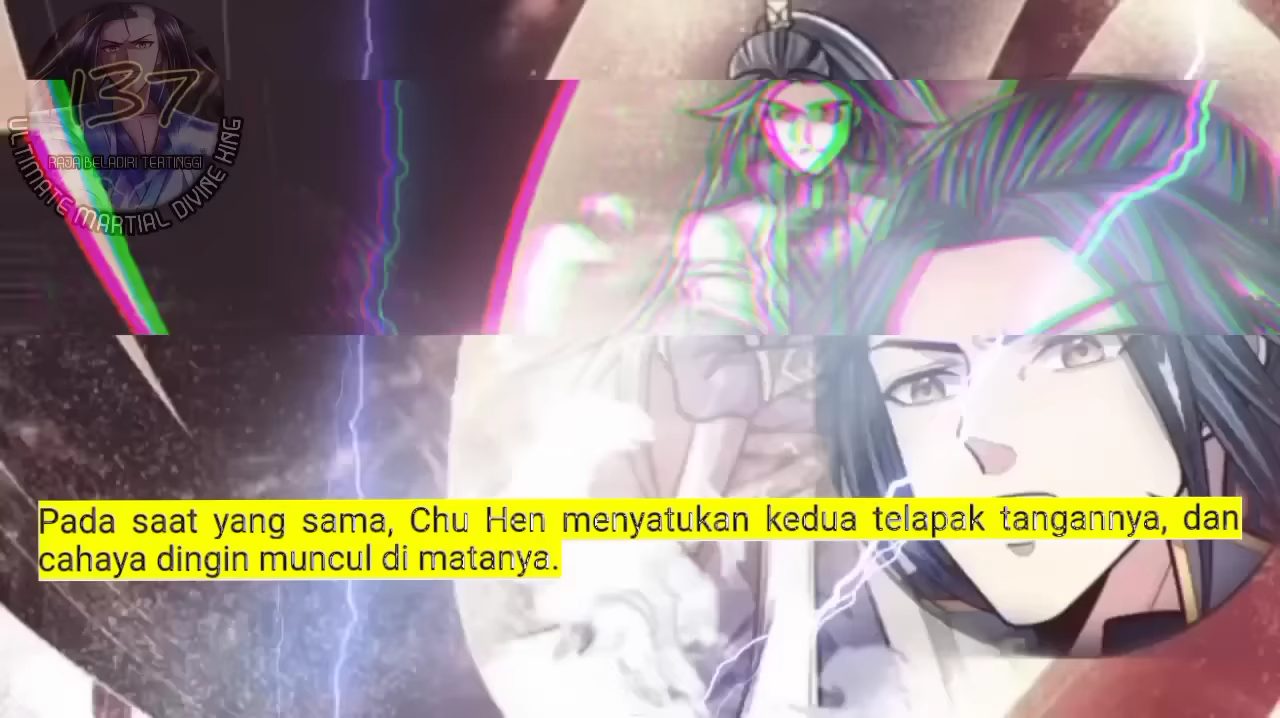 137
RAJA BELADIRI TERTINGGI
ULTIMATE MARTIAL DIVINE KING
Pada saat yang sama, Chu Hen menyatukan kedua telapak tangannya, dan
cahaya dingin muncul di matanya.